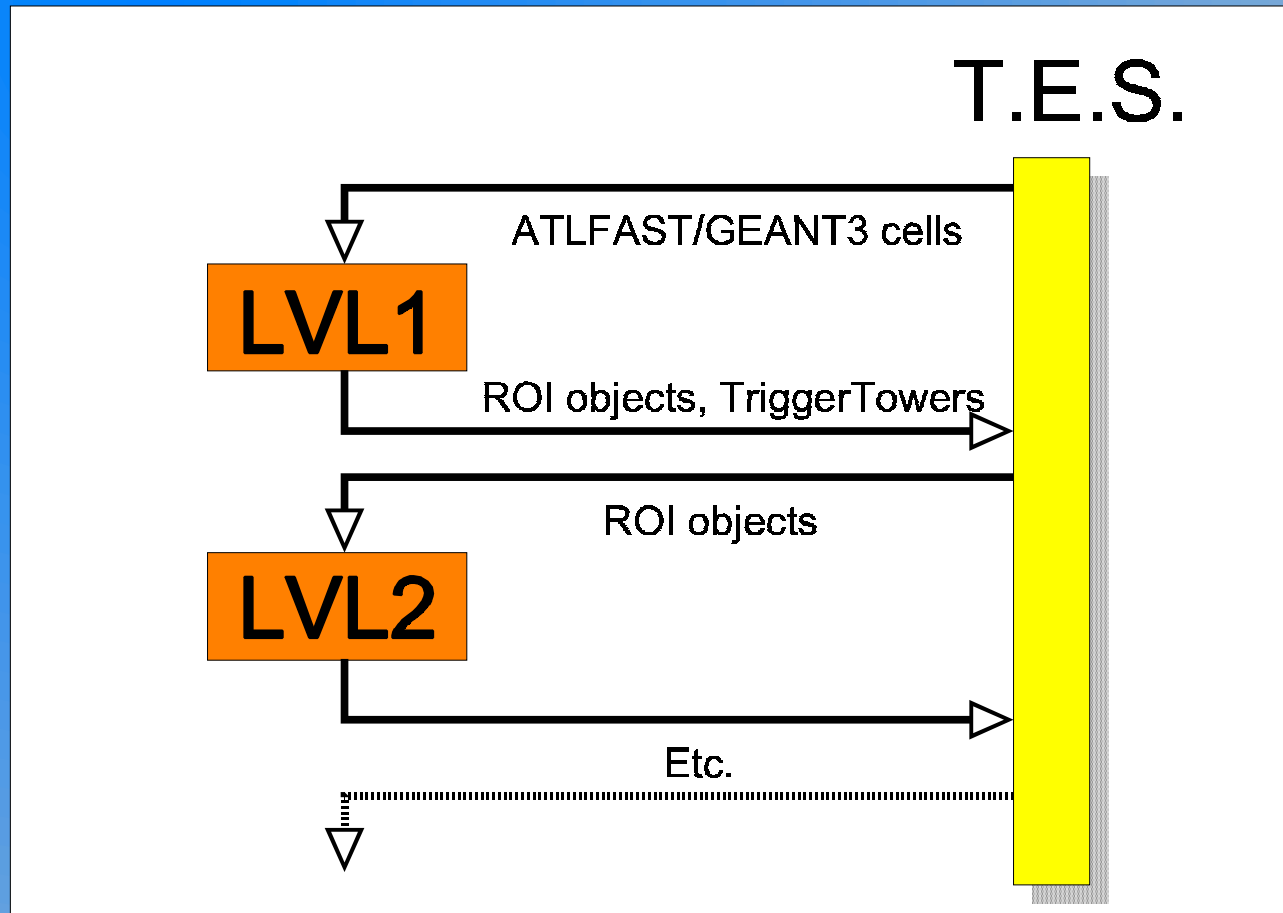 T.E.S.
ATLFAST/GEANT3 cells
LVL1
ROI objects, TriggerTowers
ROI objects
LVL2
Etc.